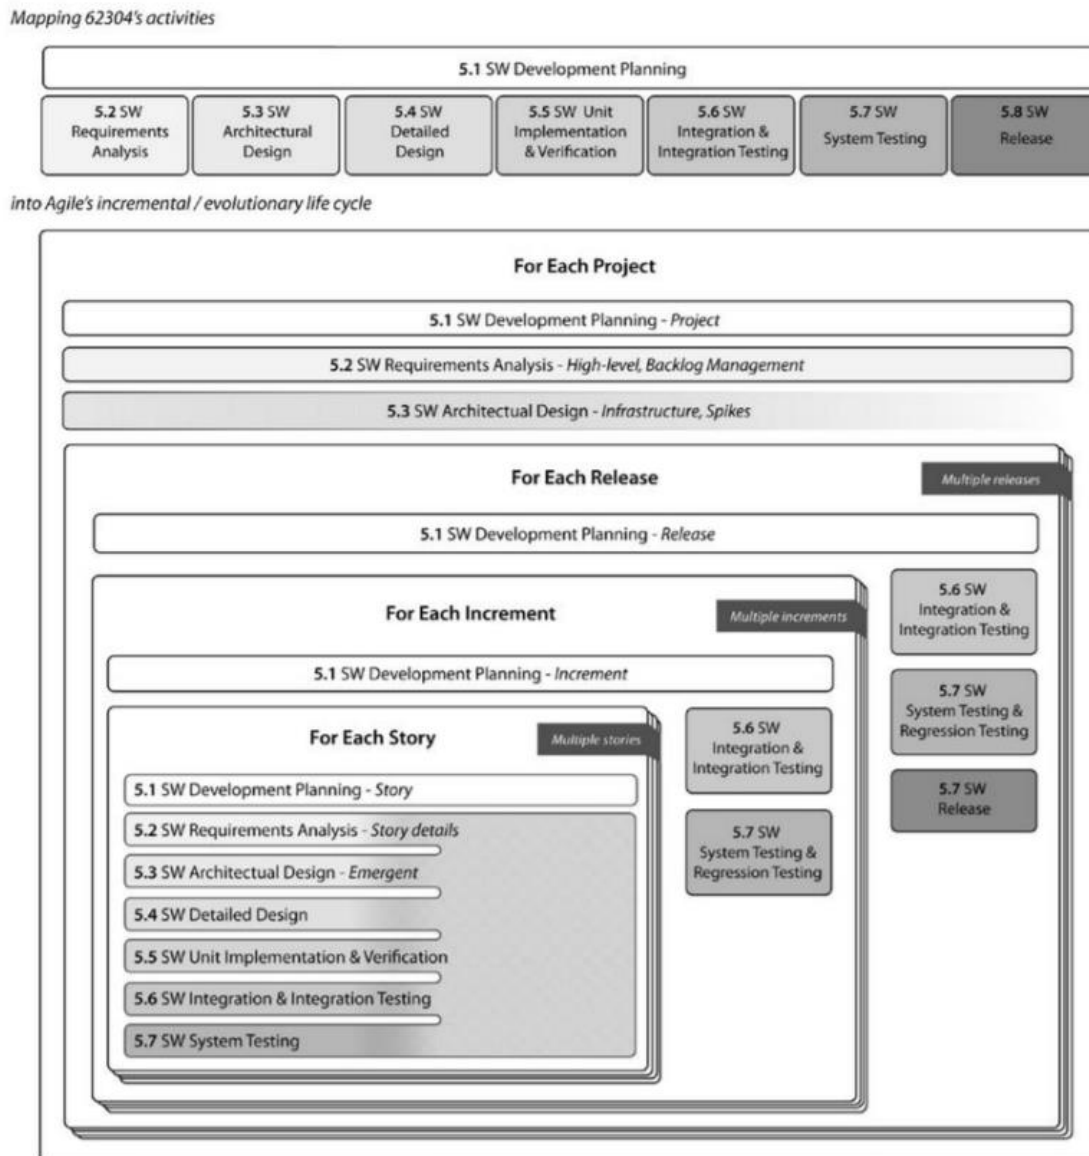 Mapping 62304's activities
5.1 SW Development Planning
5.2 SW
Requirements
Analysis
5.3 SW
Architectural
Design
5.4 SW
Detailed
Design
5.5 SW Unit
Implementation
& Verification
5.6 SW
Integration &
Integration Testing
5.7 SW
System Testing
5.8 SW
Release
into Agile's incremental / evolutionary life cycle
For Each Project
5.1 SW Development Planning - Project
5.2 SW Requirements Analysis - High-level, Backlog Management
5.3 SW Architectual Design - Infrastructure, Spikes
For Each Release
Multiple releases
5.1 SW Development Planning - Release
For Each Increment
Multiple increments
5.1 SW Development Planning - Increment
For Each Story
Multiple stories
5.1 SW Development Planning - Story
5.2 SW Requirements Analysis - Story details
5.3 SW Architectual Design - Emergent
5.4 SW Detailed Design
5.5 SW Unit Implementation & Verification
5.6 SW Integration & Integration Testing
5.7 SW System Testing
5.6 SW
Integration &
Integration Testing
5.7 SW
System Testing &
Regression Testing
5.6 SW
Integration &
Integration Testing
5.7 SW
System Testing &
Regression Testing
5.7 SW
Release